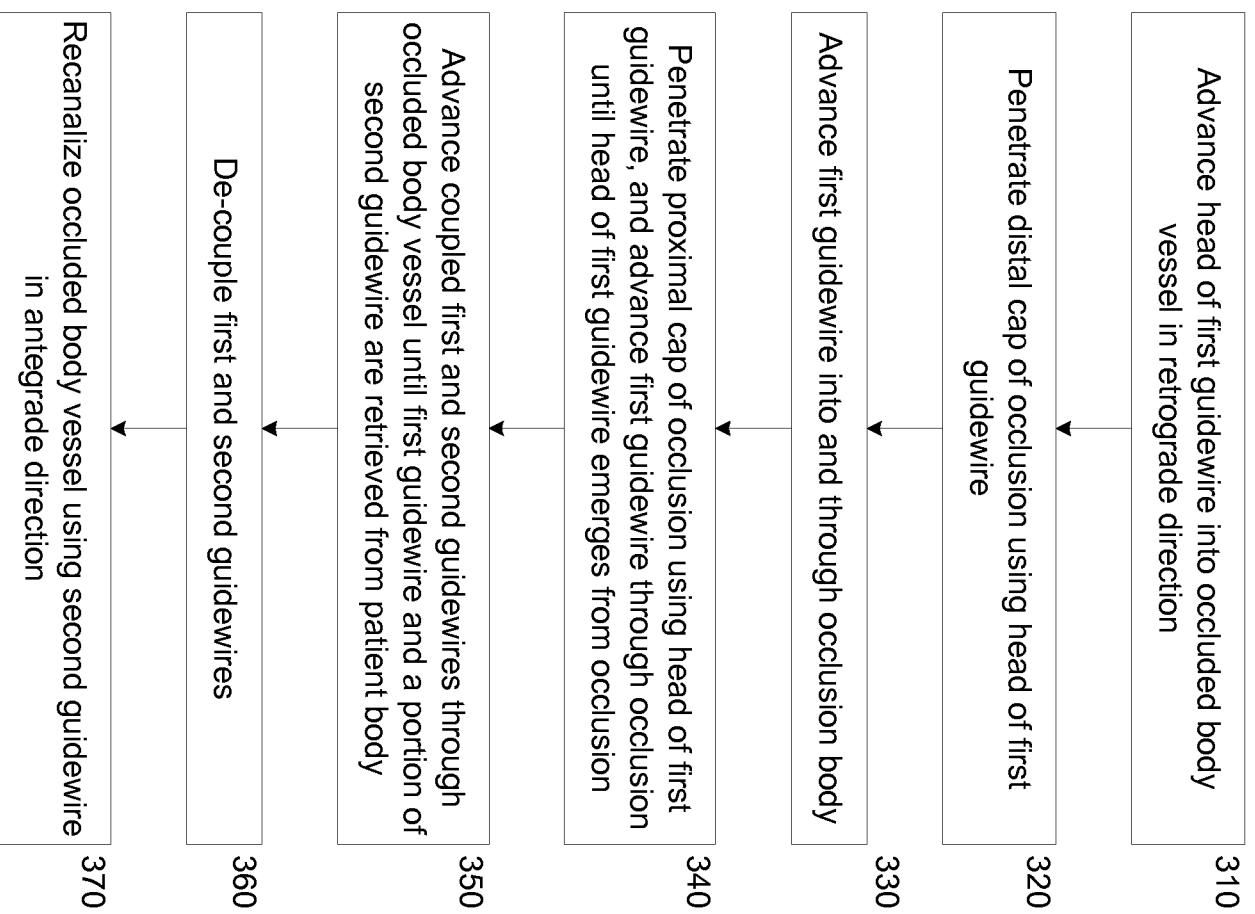 Advance head of first guidewire into occluded body
vessel in retrograde direction
310
Penetrate distal cap of occlusion using head of first
guidewire
320
Advance first guidewire into and through occlusion body
330
Penetrate proximal cap of occlusion using head of first
guidewire, and advance first guidewire through occlusion
until head of first guidewire emerges from occlusion
340
Advance coupled first and second guidewires through
occluded body vessel until first guidewire and a portion of
second guidewire are retrieved from patient body
350
De-couple first and second guidewires
360
Recanalize occluded body vessel using second guidewire
in antegrade direction
370